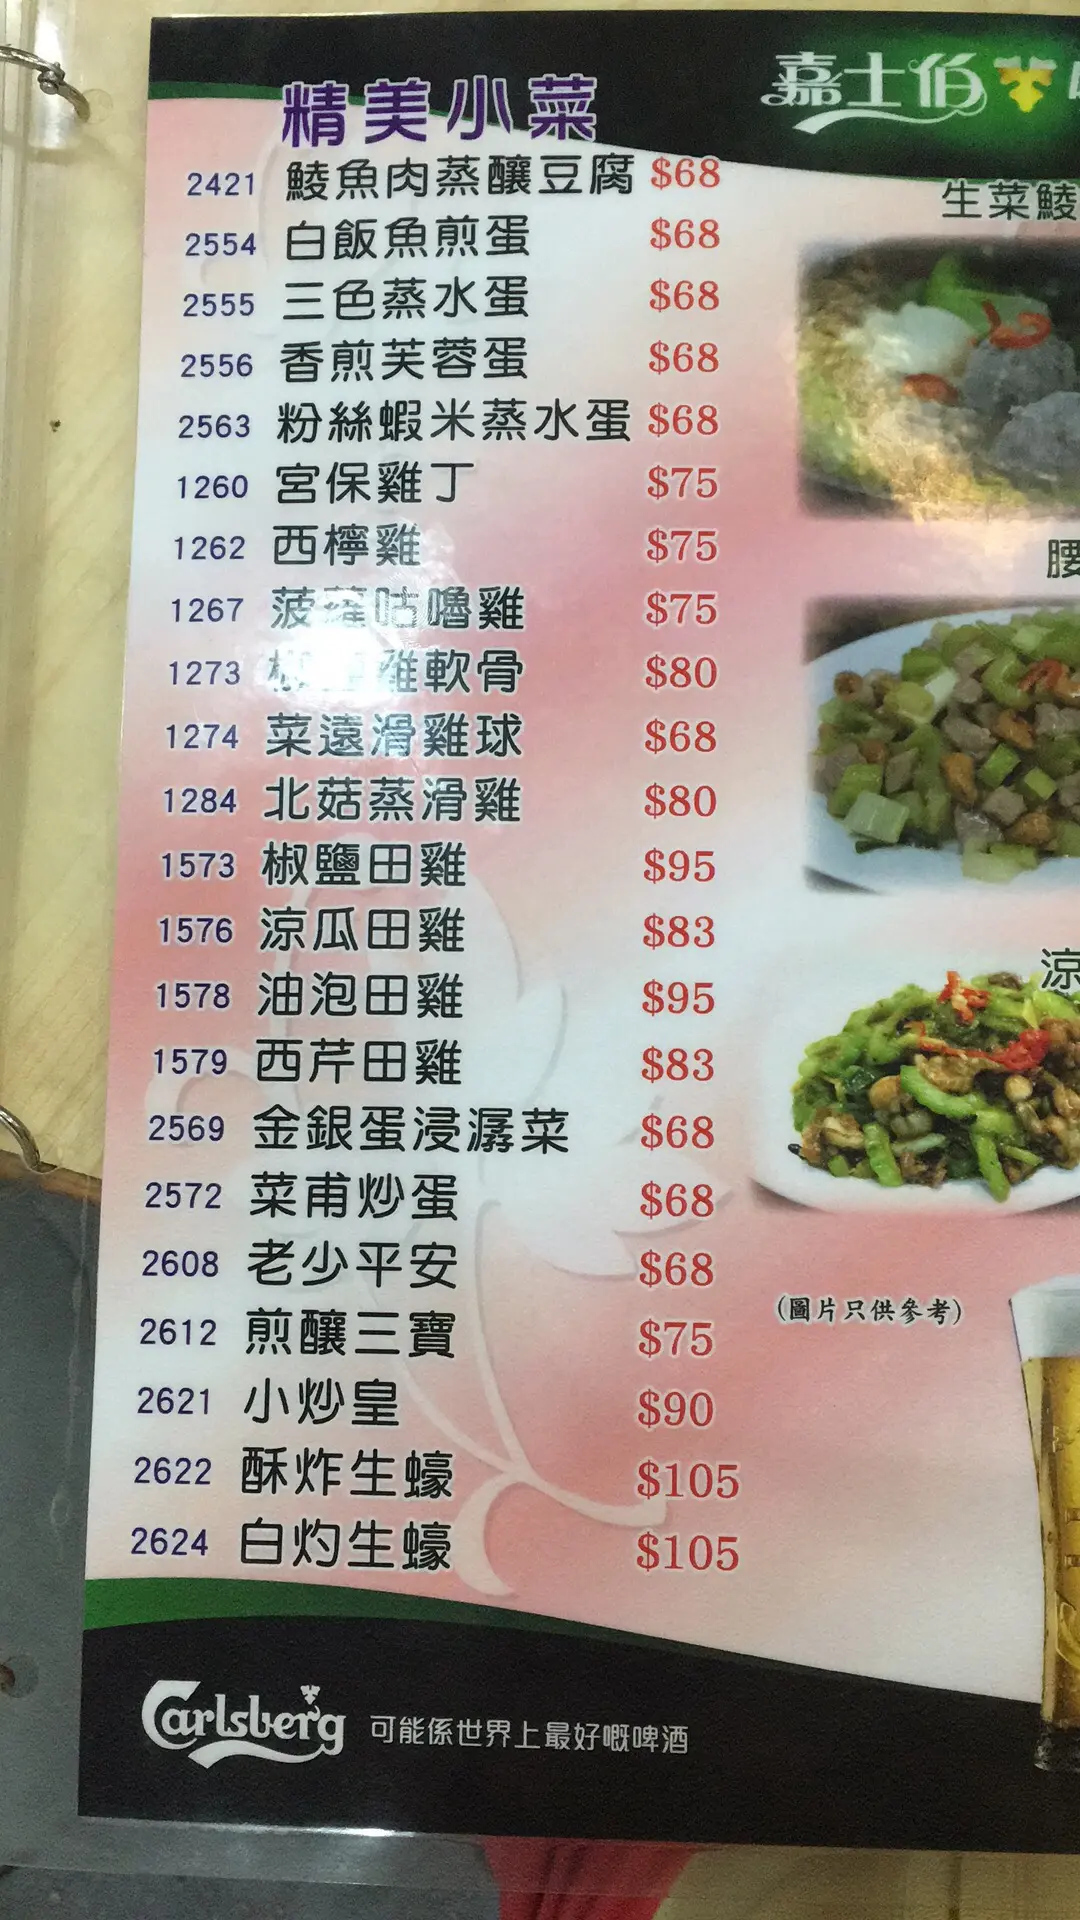 精美小菜
2421 鯪魚肉蒸釀豆腐 $68
2554 白飯魚煎蛋 $68
2555 三色蒸水蛋 $68
2556 香煎芙蓉蛋 $68
2563 粉絲蝦米蒸水蛋 $68
1260 宮保雞丁 $75
1262 西檸雞 $75
1267 菠蘿咕嚕雞 $75
1273 椒鹽雞軟骨 $80
1274 菜遠滑雞球 $68
1284 北菇蒸滑雞 $80
1573 椒鹽田雞 $95
1576 涼瓜田雞 $83
1578 油泡田雞 $95
1579 西芹田雞 $83
2569 金銀蛋浸潺菜 $68
2572 菜甫炒蛋 $68
2608 老少平安 $68
2612 煎釀三寶 $75
2621 小炒皇 $90
2622 酥炸生蠔 $105
2624 白灼生蠔 $105
嘉士伯
生菜鯪
腰
涼
(圖片只供參考)
Carlsberg 可能係世界上最好嘅啤酒